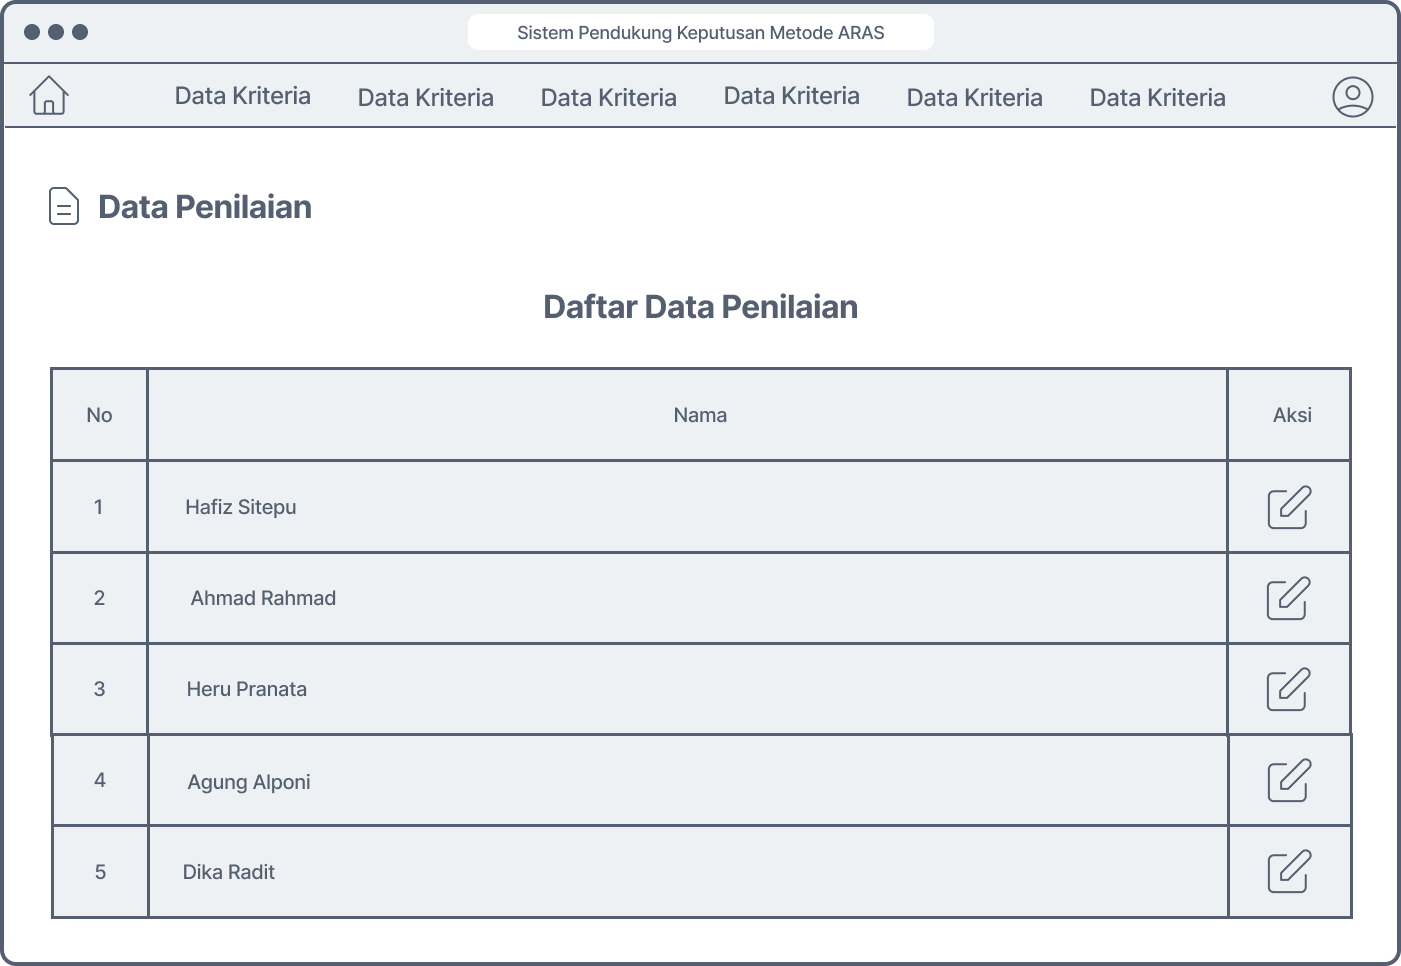 Sistem Pendukung Keputusan Metode ARAS
Data Kriteria Data Kriteria Data Kriteria Data Kriteria Data Kriteria Data Kriteria
Data Penilaian
Daftar Data Penilaian
No Nama Aksi
1 Hafiz Sitepu
2 Ahmad Rahmad
3 Heru Pranata
4 Agung Alponi
5 Dika Radit